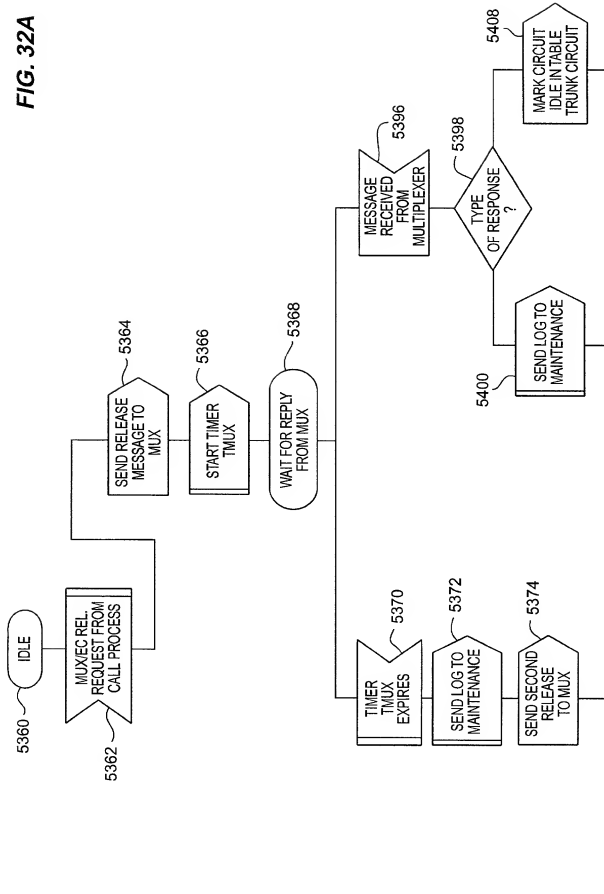 FIG. 32A
5360
IDLE
5362
MUX/EC REL.
REQUEST FROM
CALL PROCESS
SEND RELEASE
MESSAGE TO
MUX
5364
START TIMER
TMUX
5366
WAIT FOR REPLY
FROM MUX
5368
TIMER
TMUX
EXPIRES
5370
SEND LOG TO
MAINTENANCE
5372
SEND SECOND
RELEASE
TO MUX
5374
MESSAGE
RECEIVED
FROM
MULTIPLEXER
5396
TYPE
OF RESPONSE
?
5398
5400
SEND LOG TO
MAINTENANCE
MARK CIRCUIT
IDLE IN TABLE
TRUNK CIRCUIT
5408